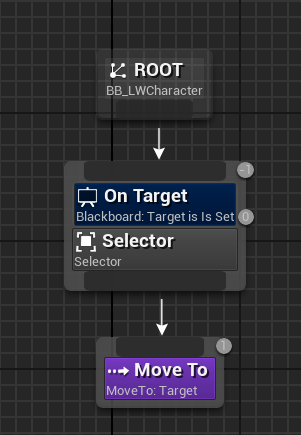 ROOT
BB_LWCharacter
-1
On Target
Blackboard: Target is Is Set
0
Selector
Selector
1
Move To
MoveTo: Target